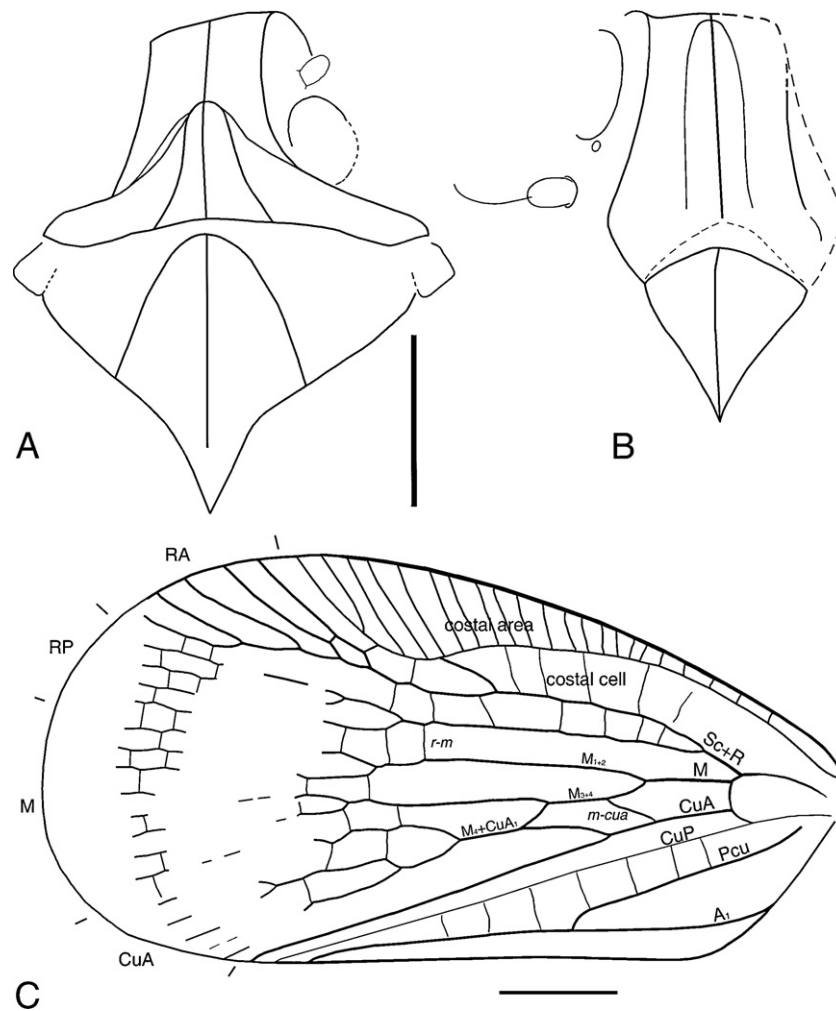 A
B
RA
costal area
RP
costal cell
Sc+R
r-m
M₁₊₂
M
M
M₃₊₄
CuA
M₄+CuA₁
m-cua
CuP
Pcu
A₁
CuA
C